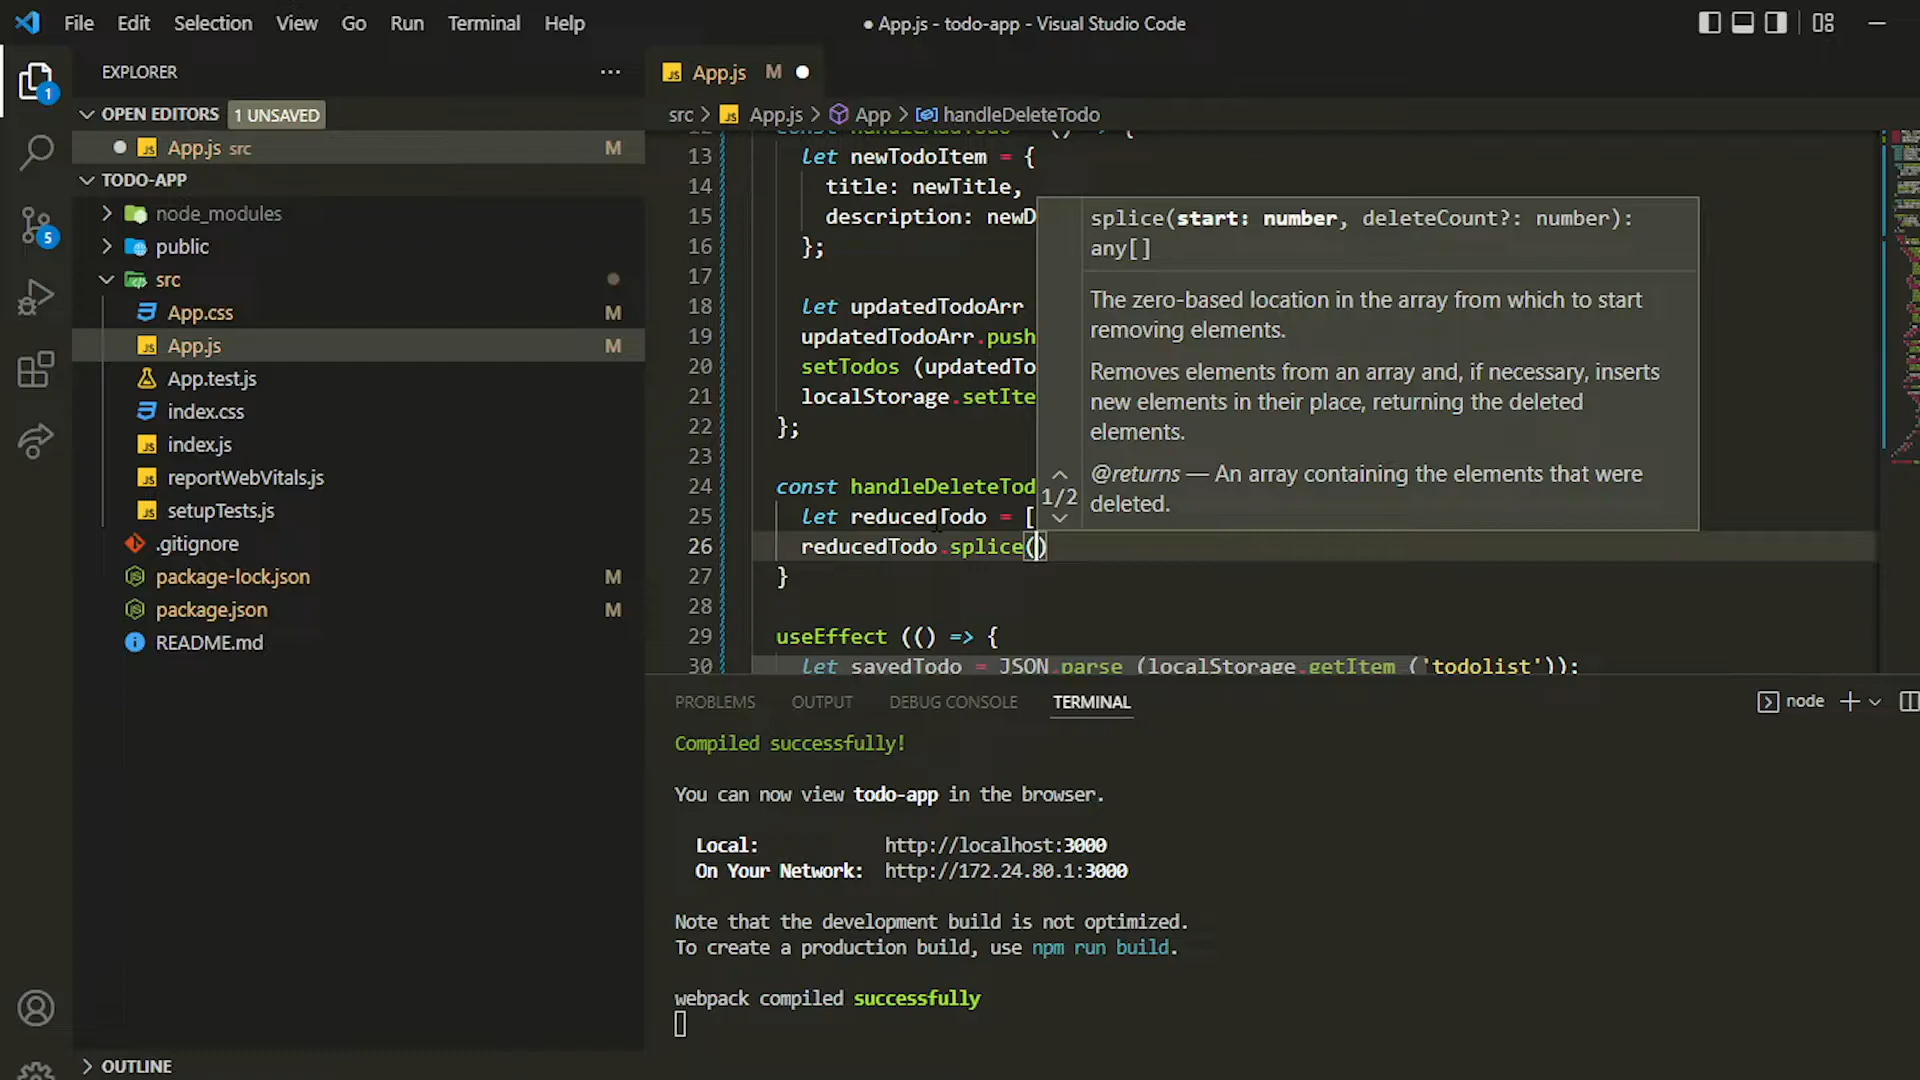 File Edit Selection View Go Run Terminal Help
● App.js - todo-app - Visual Studio Code
EXPLORER
OPEN EDITORS 1 UNSAVED
App.js src M
TODO-APP
node_modules
public
src
App.css M
App.js M
App.test.js
index.css
index.js
reportWebVitals.js
setupTests.js
.gitignore
package-lock.json M
package.json M
README.md
OUTLINE
1
5
App.js M
src > App.js > App > handleDeleteTodo
12 const handleAddTodo = () => {
13 let newTodoItem = {
14 title: newTitle,
15 description: newD
16 };
17
18 let updatedTodoArr
19 updatedTodoArr.push
20 setTodos (updatedTo
21 localStorage.setIte
22 };
23
24 const handleDeleteTod
25 let reducedTodo = [
26 reducedTodo.splice()
27 }
28
29 useEffect (() => {
30 let savedTodo = JSON.parse (localStorage.getItem ('todolist'));
splice(start: number, deleteCount?: number):
any[]
The zero-based location in the array from which to start
removing elements.
Removes elements from an array and, if necessary, inserts
new elements in their place, returning the deleted
elements.
@returns — An array containing the elements that were
deleted.
1/2
PROBLEMS OUTPUT DEBUG CONSOLE TERMINAL
node
Compiled successfully!
You can now view todo-app in the browser.
Local: http://localhost:3000
On Your Network: http://172.24.80.1:3000
Note that the development build is not optimized.
To create a production build, use npm run build.
webpack compiled successfully